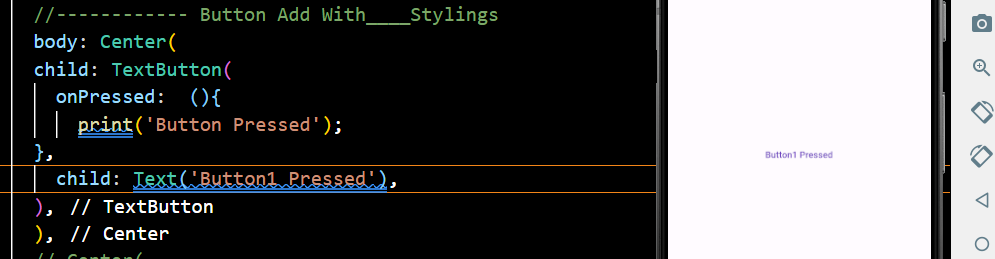 //------------ Button Add With____Stylings
body: Center(
child: TextButton(
onPressed:  (){
print('Button Pressed');
},
child: Text('Button1 Pressed'),
), // TextButton
), // Center
// Center(
Button1 Pressed